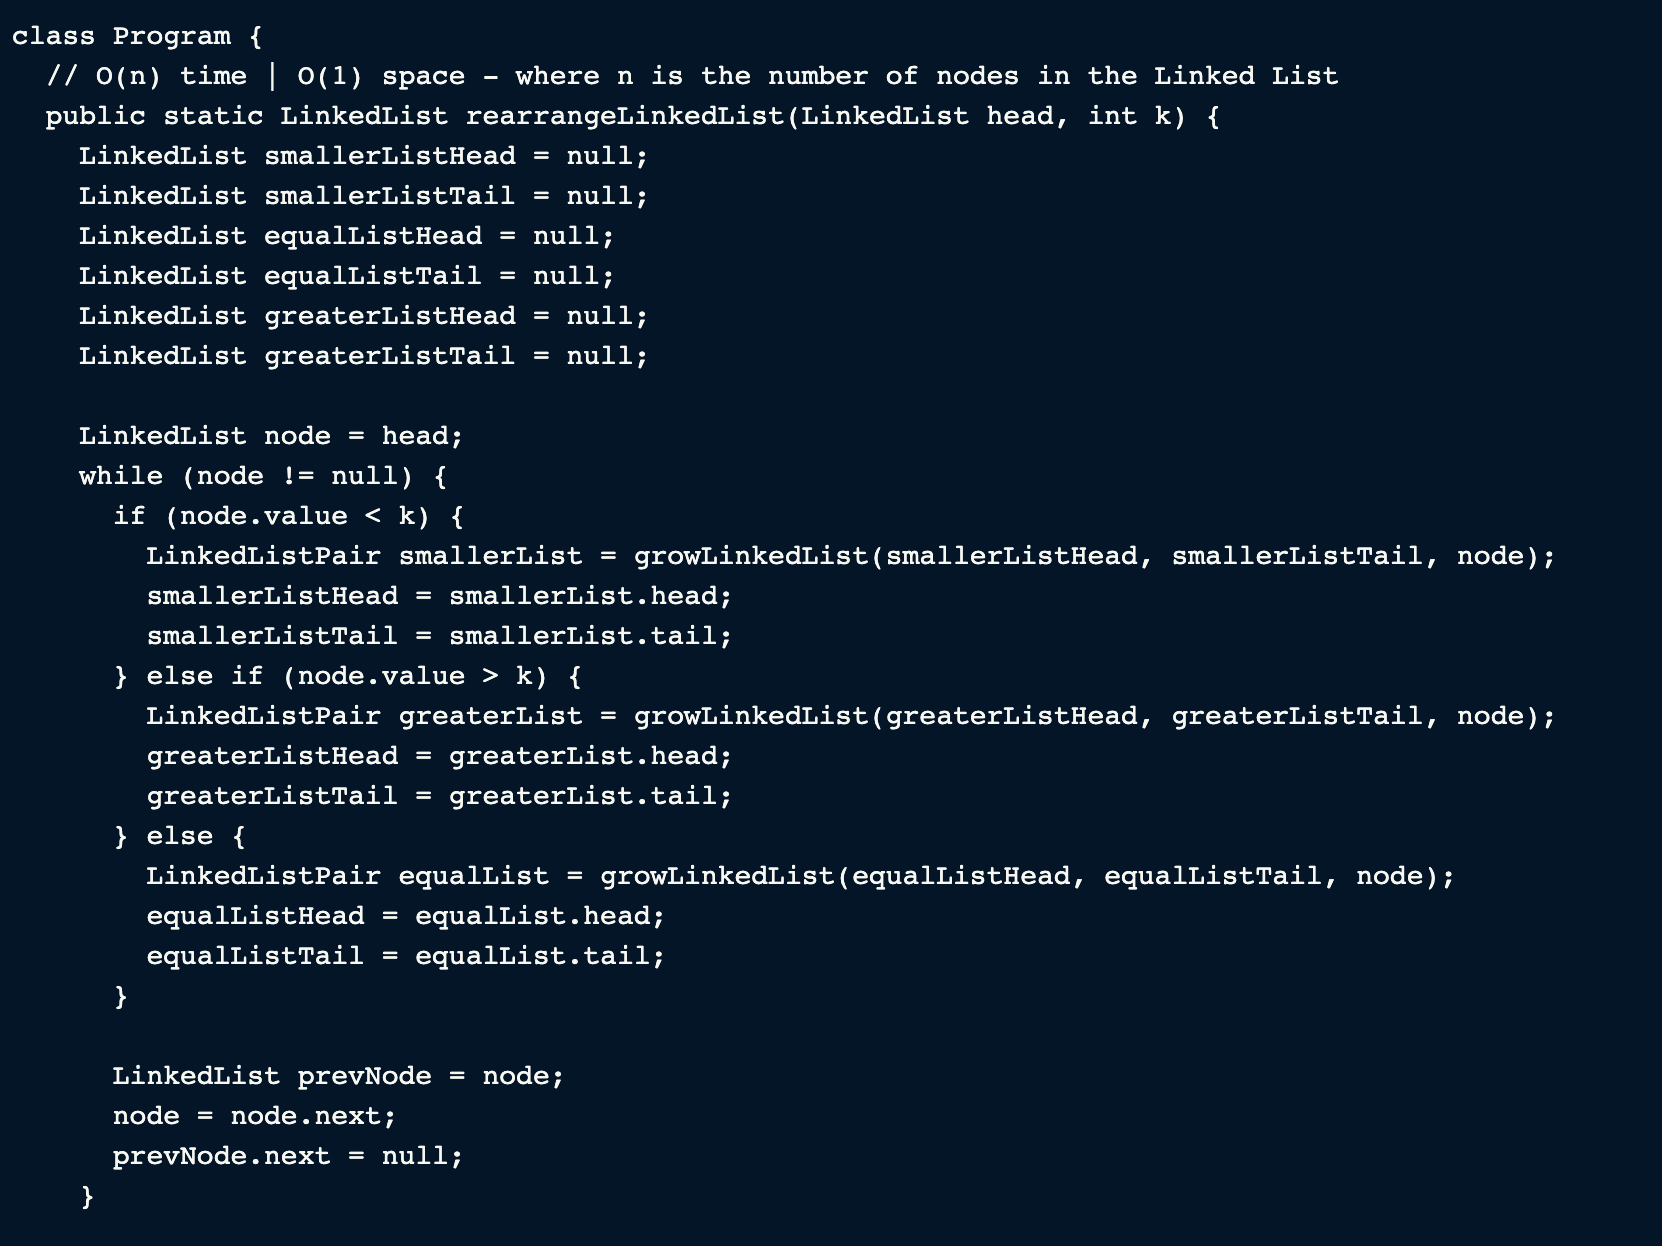 class Program {
  // O(n) time | O(1) space – where n is the number of nodes in the Linked List
  public static LinkedList rearrangeLinkedList(LinkedList head, int k) {
    LinkedList smallerListHead = null;
    LinkedList smallerListTail = null;
    LinkedList equalListHead = null;
    LinkedList equalListTail = null;
    LinkedList greaterListHead = null;
    LinkedList greaterListTail = null;

    LinkedList node = head;
    while (node != null) {
      if (node.value < k) {
        LinkedListPair smallerList = growLinkedList(smallerListHead, smallerListTail, node);
        smallerListHead = smallerList.head;
        smallerListTail = smallerList.tail;
      } else if (node.value > k) {
        LinkedListPair greaterList = growLinkedList(greaterListHead, greaterListTail, node);
        greaterListHead = greaterList.head;
        greaterListTail = greaterList.tail;
      } else {
        LinkedListPair equalList = growLinkedList(equalListHead, equalListTail, node);
        equalListHead = equalList.head;
        equalListTail = equalList.tail;
      }

      LinkedList prevNode = node;
      node = node.next;
      prevNode.next = null;
    }